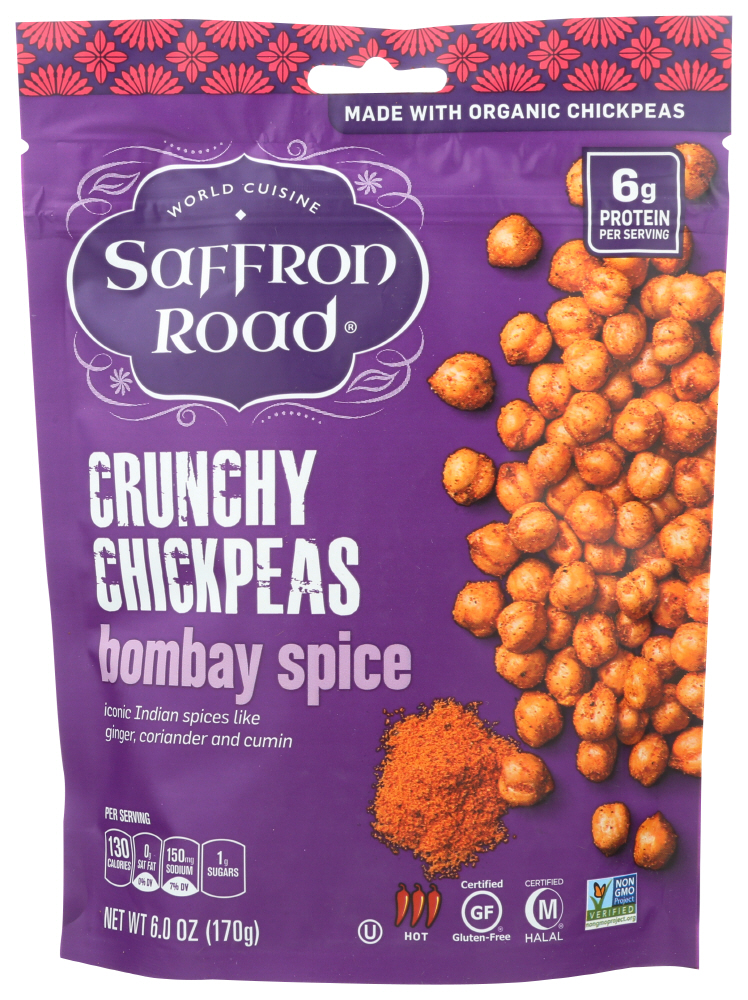 MADE WITH ORGANIC CHICKPEAS
6g
PROTEIN
PER SERVING
WORLD CUISINE
SAFFRON
ROAD®
CRUNCHY
CHICKPEAS
bombay spice
iconic Indian spices like
ginger, coriander and cumin
PER SERVING
130
CALORIES
0g
SAT FAT
0% DV
150mg
SODIUM
7% DV
1g
SUGARS
NET WT 6.0 OZ (170g)
U
HOT
Certified
GF
Gluten-Free
CERTIFIED
M
HALAL
NON
GMO
Project
VERIFIED
nongmoproject.org